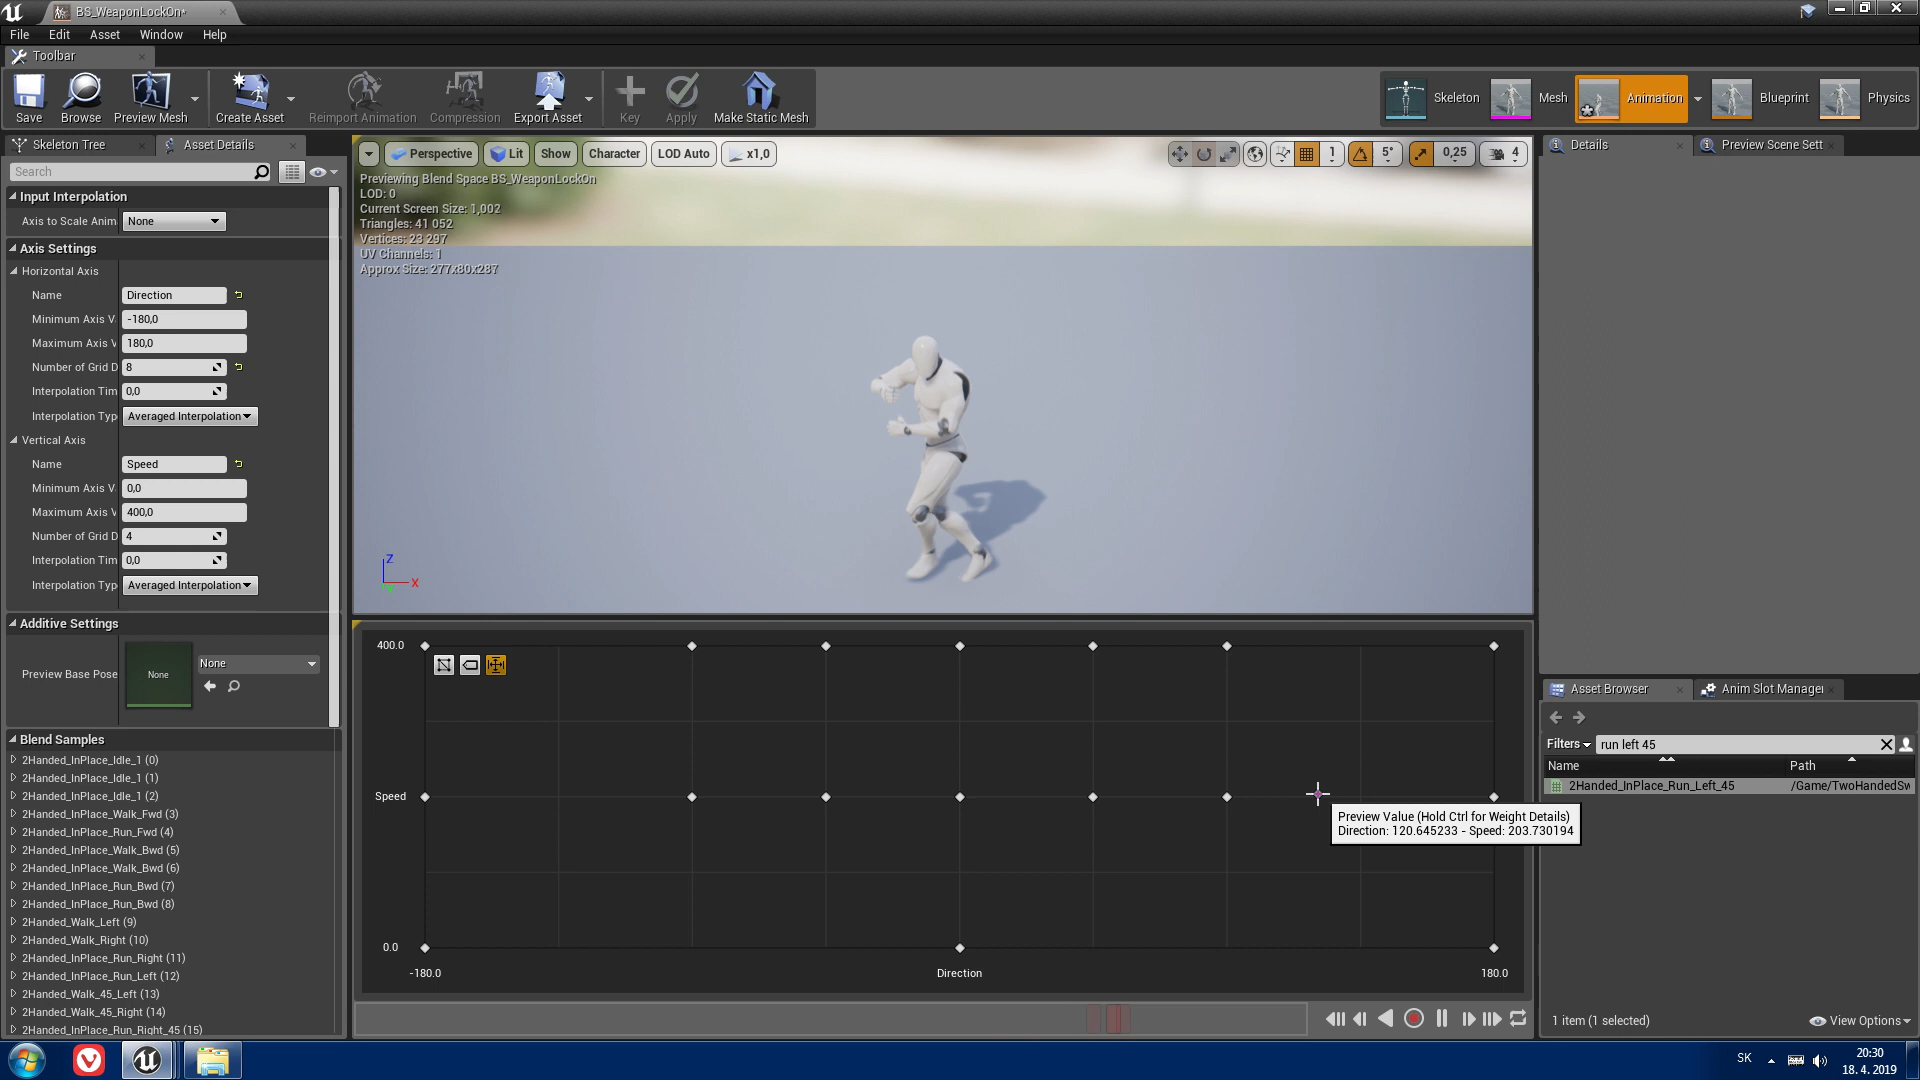 BS_WeaponLockOn*
File Edit Asset Window Help
Toolbar
Save Browse Preview Mesh Create Asset Reimport Animation Compression Export Asset Key Apply Make Static Mesh
Skeleton Mesh Animation Blueprint Physics
Skeleton Tree Asset Details
Search
Input Interpolation
Axis to Scale Anim None
Axis Settings
Horizontal Axis
Name Direction
Minimum Axis V -180,0
Maximum Axis V 180,0
Number of Grid D 8
Interpolation Tim 0,0
Interpolation Typ Averaged Interpolation
Vertical Axis
Name Speed
Minimum Axis V 0,0
Maximum Axis V 400,0
Number of Grid D 4
Interpolation Tim 0,0
Interpolation Typ Averaged Interpolation
Additive Settings
Preview Base Pose None None
Blend Samples
2Handed_InPlace_Idle_1 (0)
2Handed_InPlace_Idle_1 (1)
2Handed_InPlace_Idle_1 (2)
2Handed_InPlace_Walk_Fwd (3)
2Handed_InPlace_Run_Fwd (4)
2Handed_InPlace_Walk_Bwd (5)
2Handed_InPlace_Walk_Bwd (6)
2Handed_InPlace_Run_Bwd (7)
2Handed_InPlace_Run_Bwd (8)
2Handed_Walk_Left (9)
2Handed_Walk_Right (10)
2Handed_InPlace_Run_Right (11)
2Handed_InPlace_Run_Left (12)
2Handed_Walk_45_Left (13)
2Handed_Walk_45_Right (14)
2Handed_InPlace_Run_Right_45 (15)
Perspective Lit Show Character LOD Auto x1,0 1 5° 0,25 4
Previewing Blend Space BS_WeaponLockOn
LOD: 0
Current Screen Size: 1,002
Triangles: 41 052
Vertices: 23 297
UV Channels: 1
Approx Size: 277x80x287
Z
X
400.0
Speed
0.0
-180.0 Direction 180.0
Preview Value (Hold Ctrl for Weight Details)
Direction: 120.645233 - Speed: 203.730194
Details Preview Scene Sett
Asset Browser Anim Slot Manager
Filters run left 45
Name Path
2Handed_InPlace_Run_Left_45 /Game/TwoHandedSw
1 item (1 selected) View Options
SK
20:30
18. 4. 2019